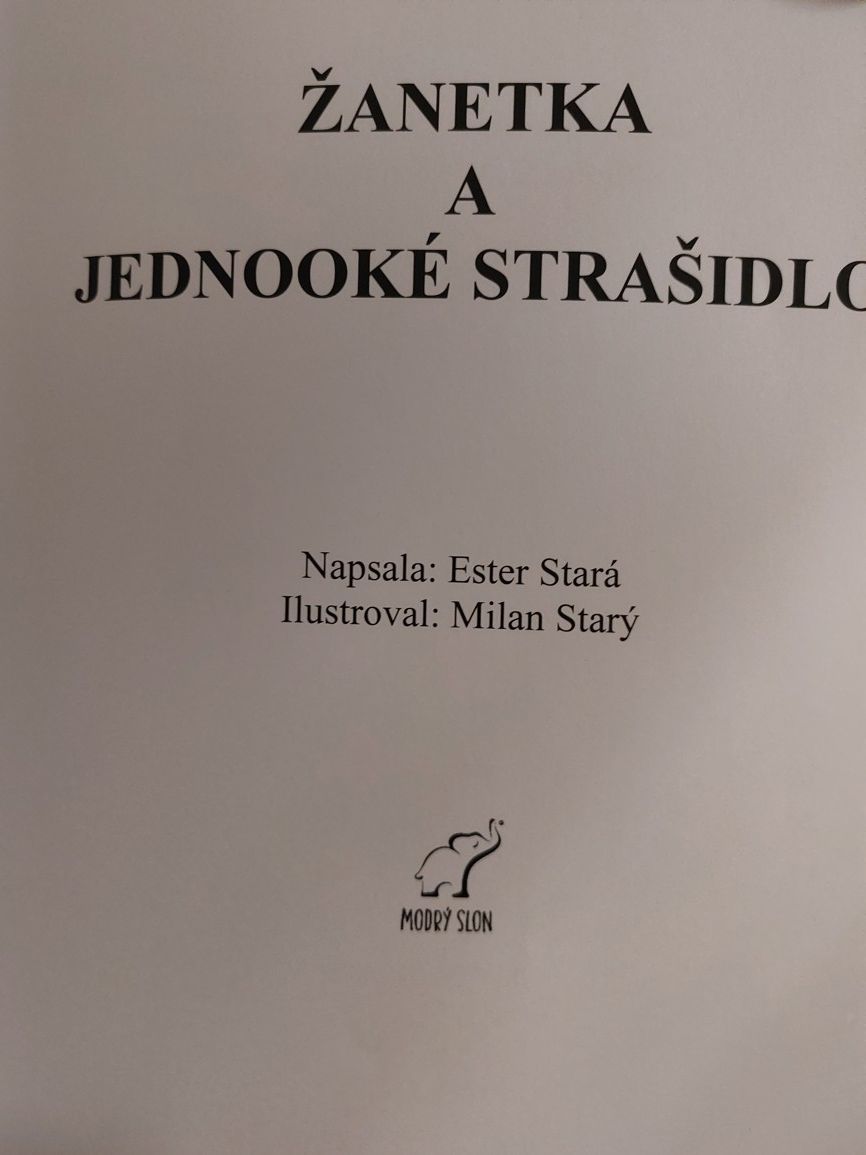 ŽANETKA
A
JEDNOOKÉ STRAŠIDLO
Napsala: Ester Stará
Ilustroval: Milan Starý
MODRÝ SLON